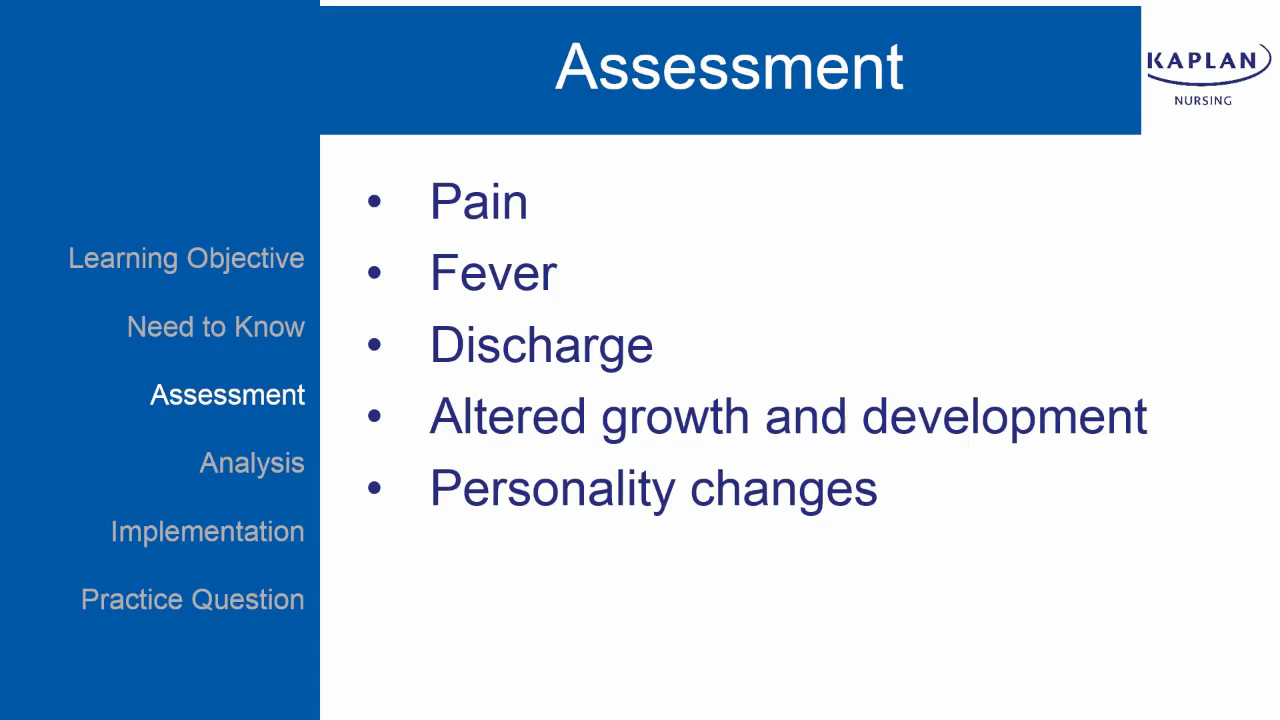 Assessment
KAPLAN
NURSING
Learning Objective
Need to Know
Assessment
Analysis
Implementation
Practice Question
• Pain
• Fever
• Discharge
• Altered growth and development
• Personality changes